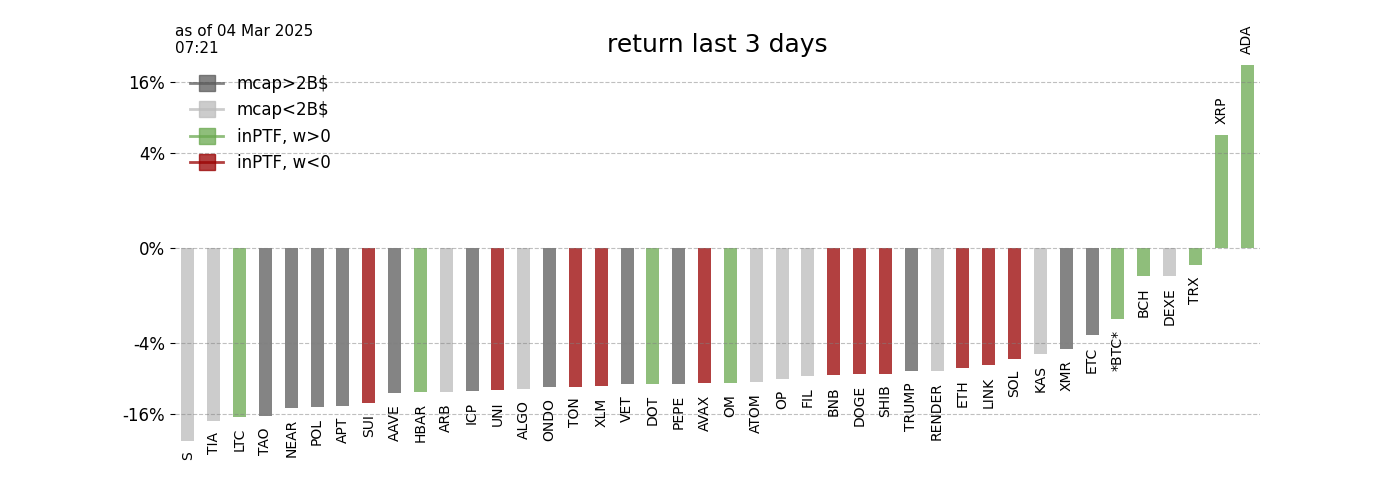 as of 04 Mar 2025
07:21
return last 3 days
ADA
16%
mcap>2B$
mcap<2B$
XRP
inPTF, w>0
4%
inPTF, w<0
0%
-4%
-16%
S
TIA
LTC
TAO
NEAR
POL
APT
SUI
AAVE
HBAR
ARB
ICP
UNI
ALGO
ONDO
TON
XLM
VET
DOT
PEPE
AVAX
OM
ATOM
OP
FIL
BNB
DOGE
SHIB
TRUMP
RENDER
ETH
LINK
SOL
KAS
XMR
ETC
*BTC*
BCH
DEXE
TRX